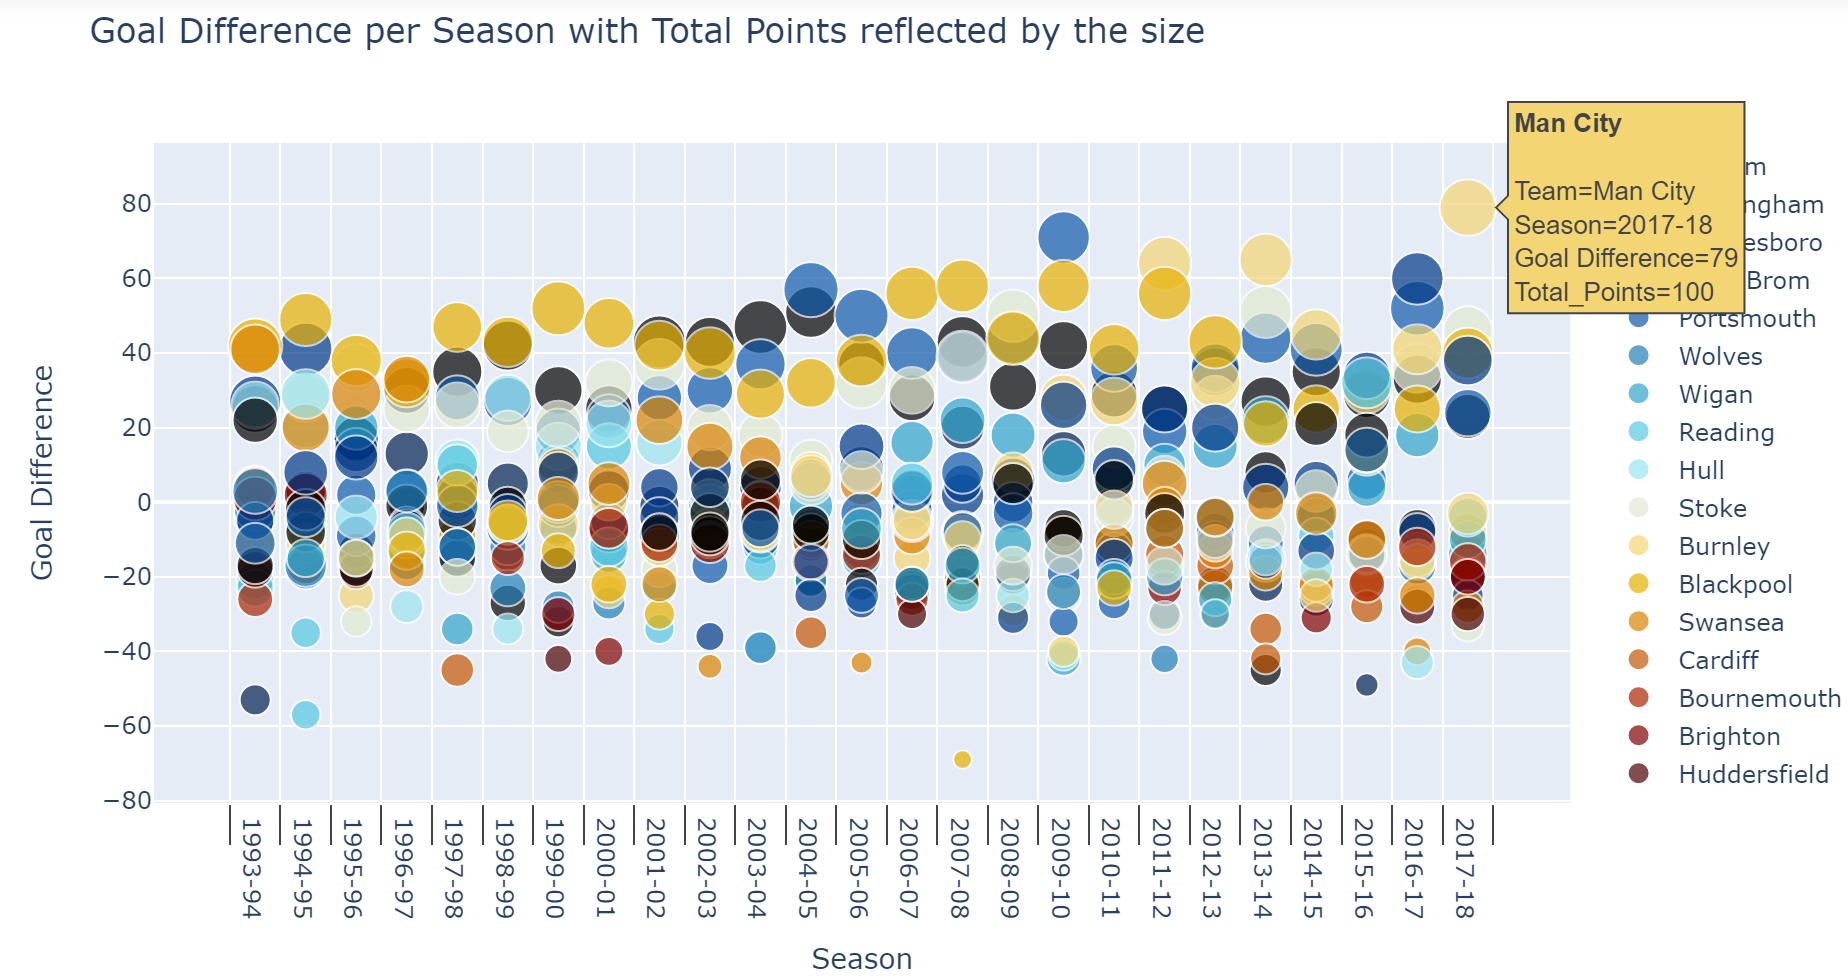 Goal Difference per Season with Total Points reflected by the size
Man City
Team=Man City
Season=2017-18
Goal Difference=79
Total_Points=100
m
ngham
esboro
Brom
Portsmouth
Wolves
Wigan
Reading
Hull
Stoke
Burnley
Blackpool
Swansea
Cardiff
Bournemouth
Brighton
Huddersfield
Goal Difference
80
60
40
20
0
−20
−40
−60
−80
1993-94
1994-95
1995-96
1996-97
1997-98
1998-99
1999-00
2000-01
2001-02
2002-03
2003-04
2004-05
2005-06
2006-07
2007-08
2008-09
2009-10
2010-11
2011-12
2012-13
2013-14
2014-15
2015-16
2016-17
2017-18
Season